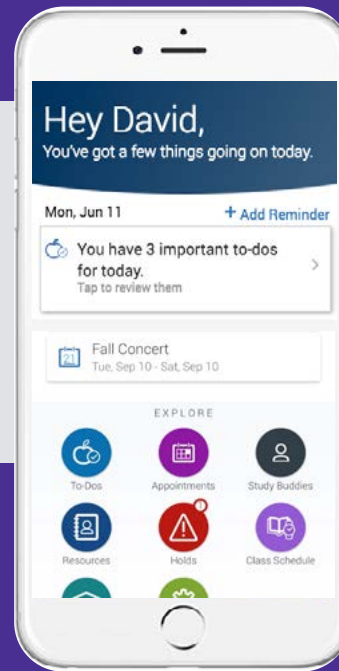 Hey David,
You've got a few things going on today.
Mon, Jun 11
+ Add Reminder
You have 3 important to-dos
for today.
Tap to review them
21
Fall Concert
Tue, Sep 10 - Sat, Sep 10
EXPLORE
To-Dos
Appointments
Study Buddies
Resources
Holds
Class Schedule